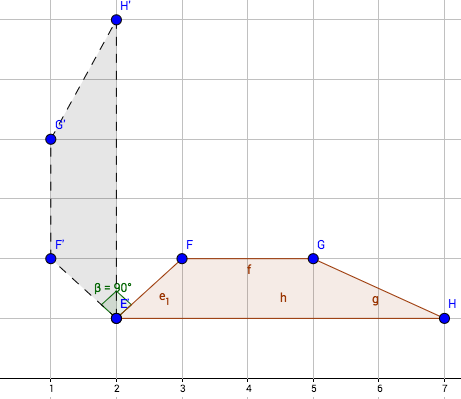 H'
G'
F'
F
G
β = 90°
f
E'
e₁
h
g
H
1 2 3 4 5 6 7